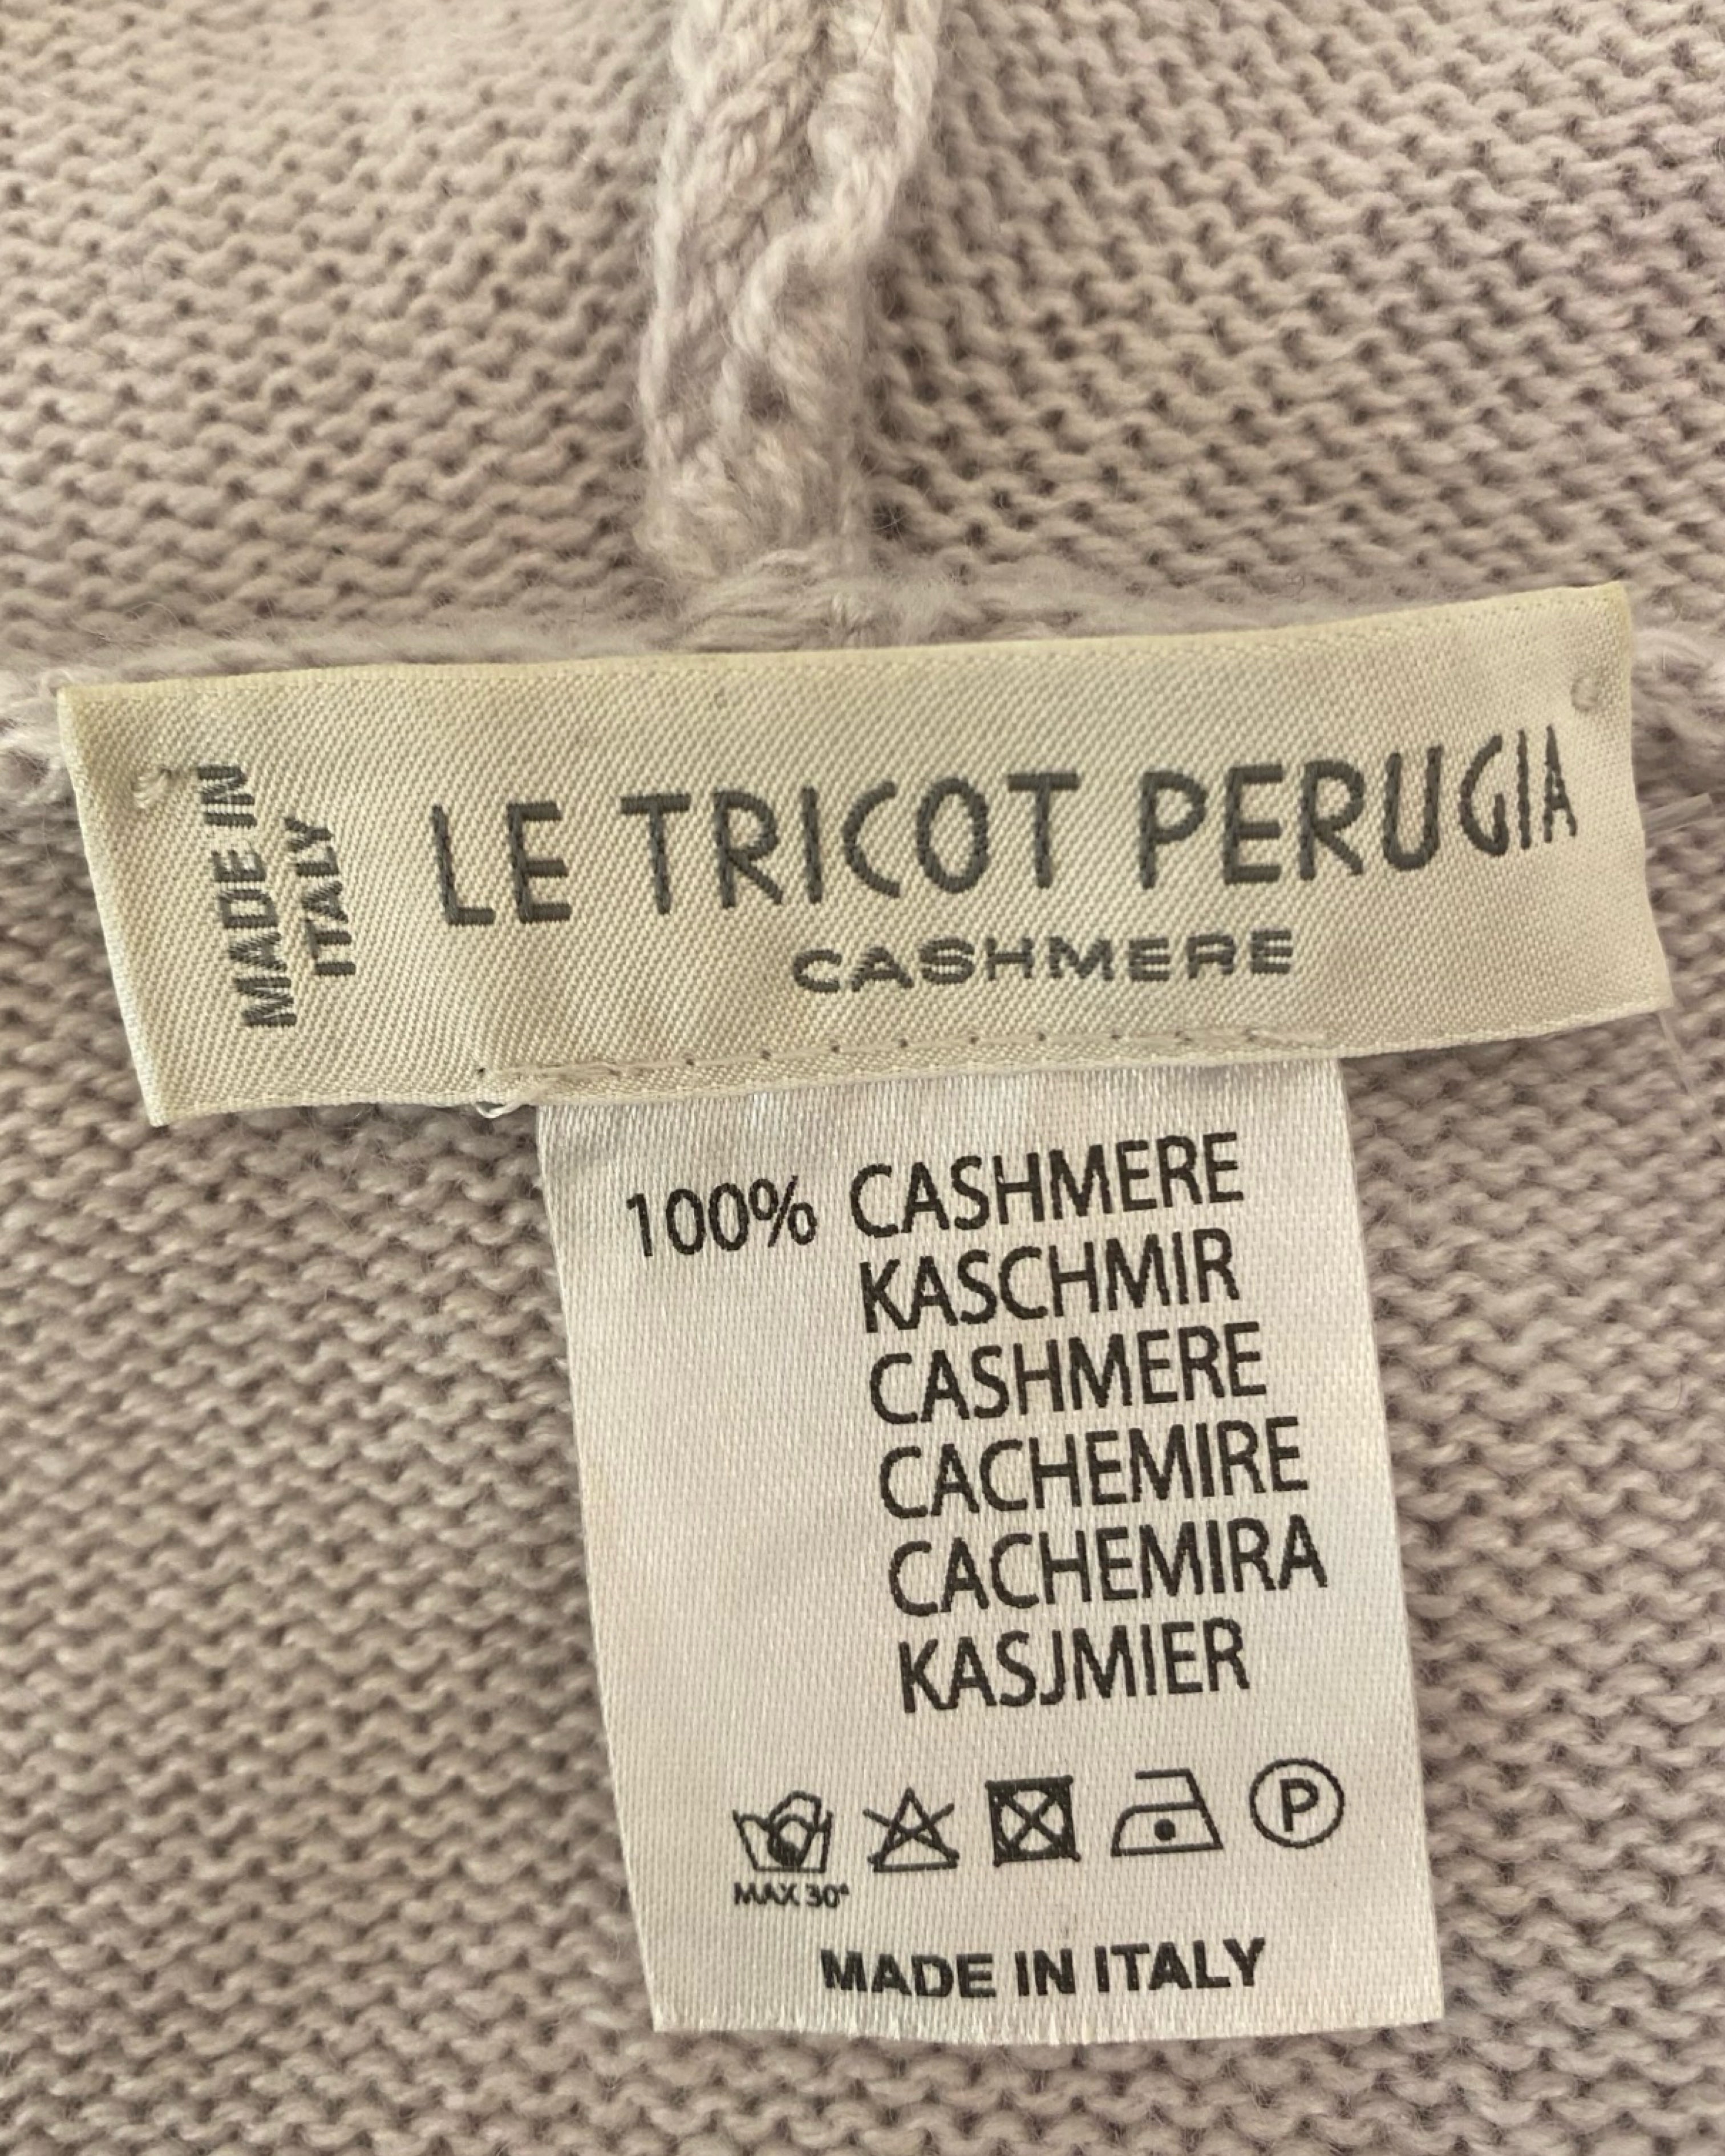 MADE IN
ITALY
LE TRICOT PERUGIA
CASHMERE
100% CASHMERE
KASCHMIR
CASHMERE
CACHEMIRE
CACHEMIRA
KASJMIER
P
MAX 30°
MADE IN ITALY